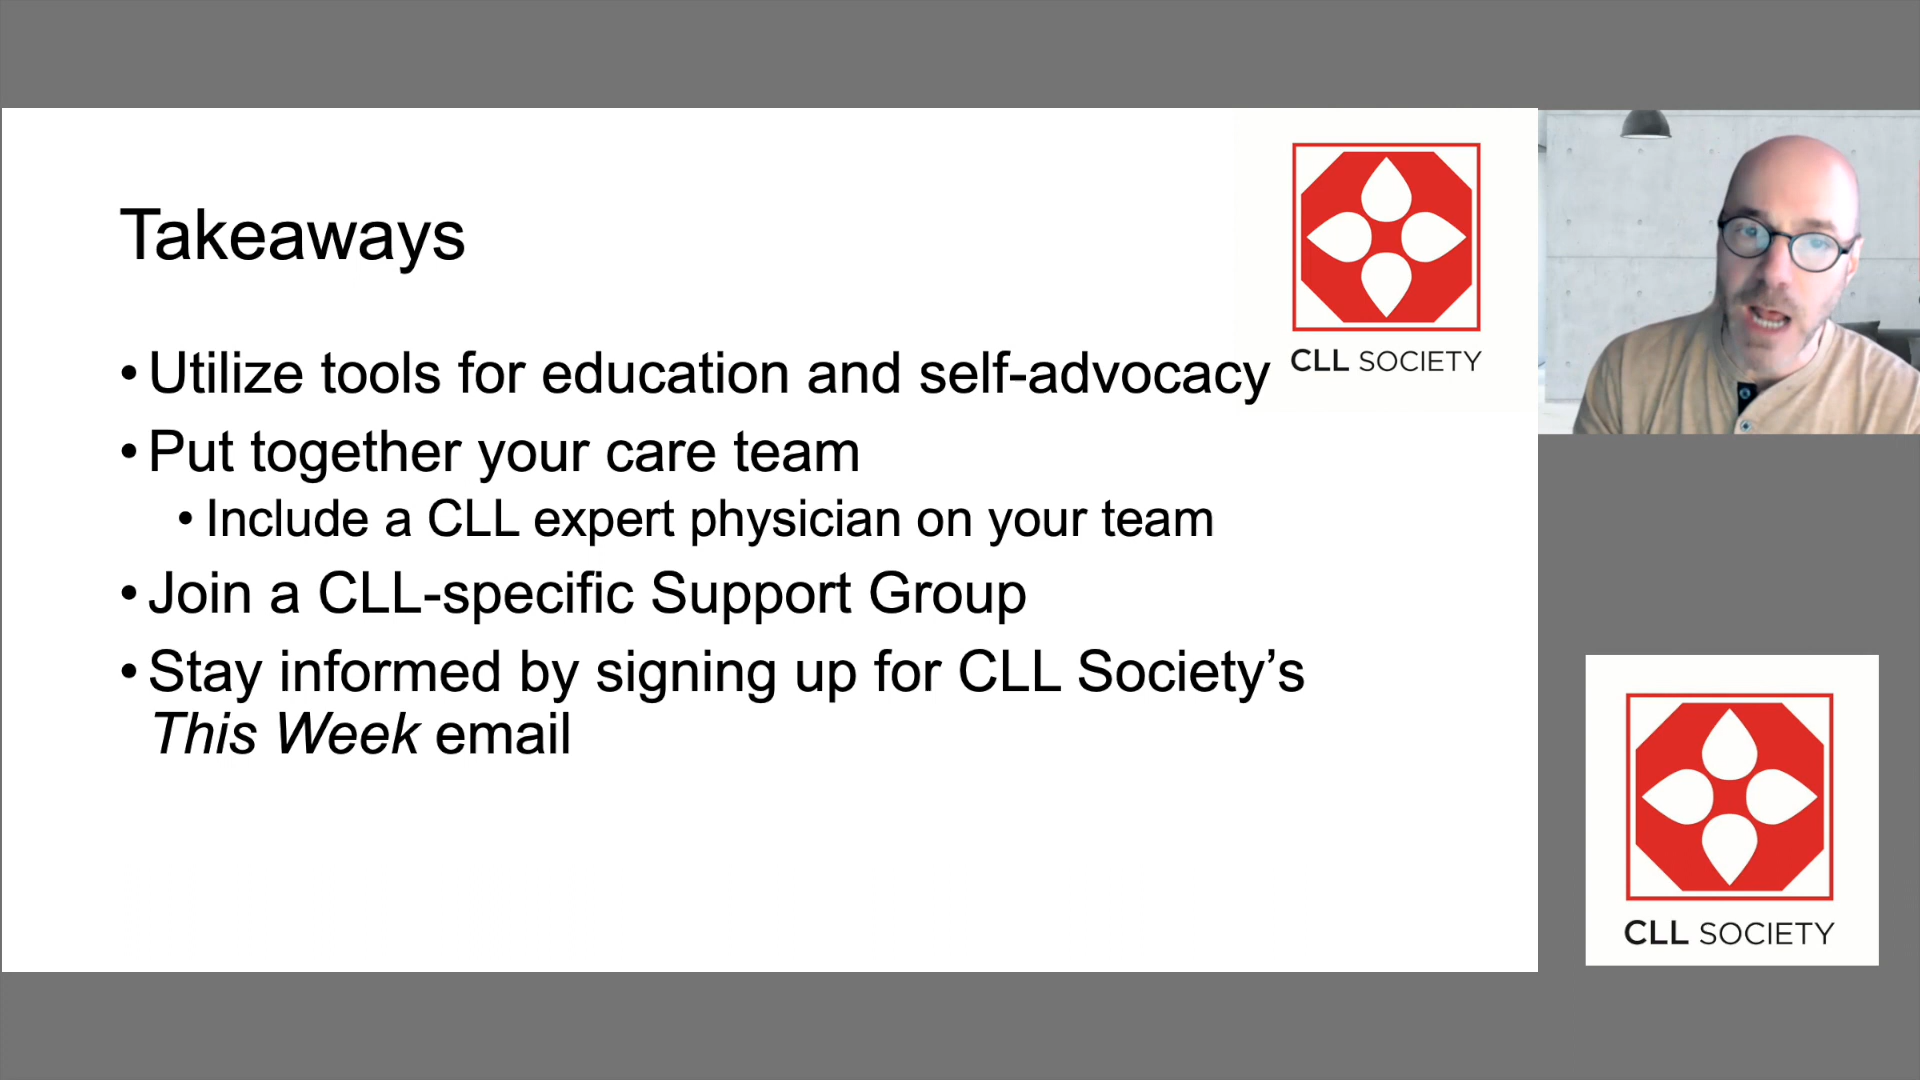 Takeaways
CLL SOCIETY
• Utilize tools for education and self-advocacy
• Put together your care team
• Include a CLL expert physician on your team
• Join a CLL-specific Support Group
• Stay informed by signing up for CLL Society’s
This Week email
CLL SOCIETY